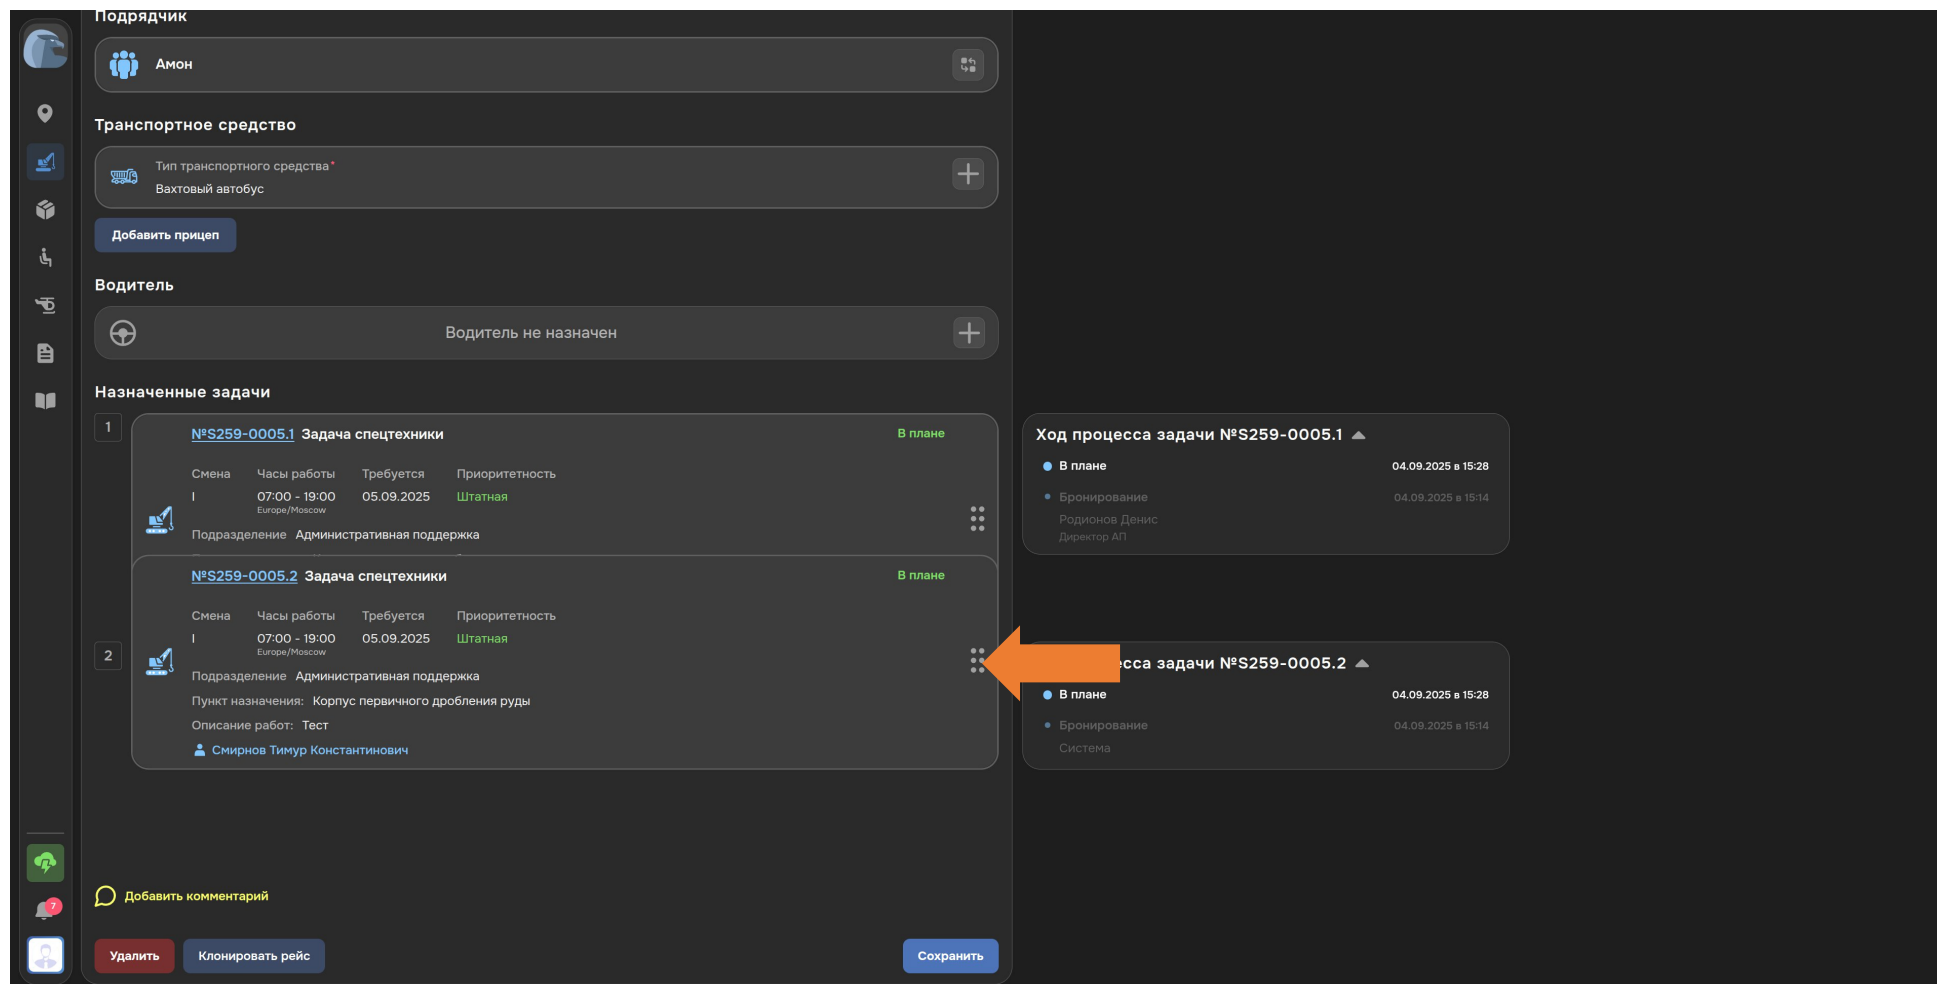 Подрядчик
Амон
Транспортное средство
Тип транспортного средства*
Вахтовый автобус
Добавить прицеп
Водитель
Водитель не назначен
Назначенные задачи
1
№S259-0005.1 Задача спецтехники
В плане
Смена Часы работы Требуется Приоритетность
I 07:00 - 19:00 05.09.2025 Штатная
Europe/Moscow
Подразделение Административная поддержка
2
№S259-0005.2 Задача спецтехники
В плане
Смена Часы работы Требуется Приоритетность
I 07:00 - 19:00 05.09.2025 Штатная
Europe/Moscow
Подразделение Административная поддержка
Пункт назначения: Корпус первичного дробления руды
Описание работ: Тест
Смирнов Тимур Константинович
Ход процесса задачи №S259-0005.1
В плане 04.09.2025 в 15:28
Бронирование 04.09.2025 в 15:14
Родионов Денис
Директор АП
задачи №S259-0005.2
В плане 04.09.2025 в 15:28
Бронирование 04.09.2025 в 15:14
Система
Добавить комментарий
7
Удалить
Клонировать рейс
Сохранить